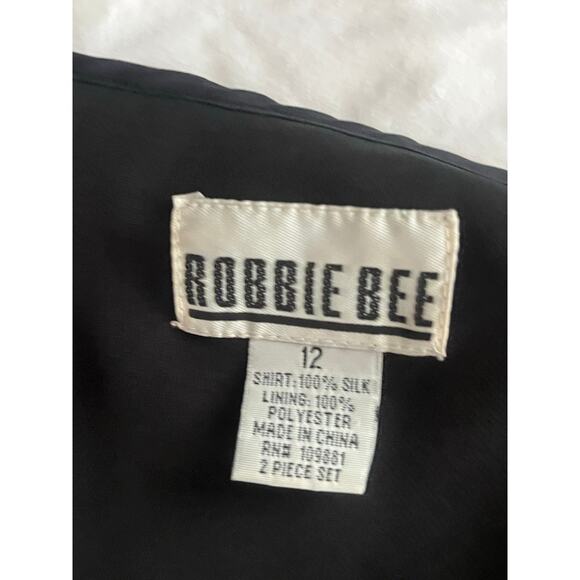 ROBBIE BEE
12
SHIRT: 100% SILK
LINING: 100%
POLYESTER
MADE IN CHINA
RN# 109881
2 PIECE SET